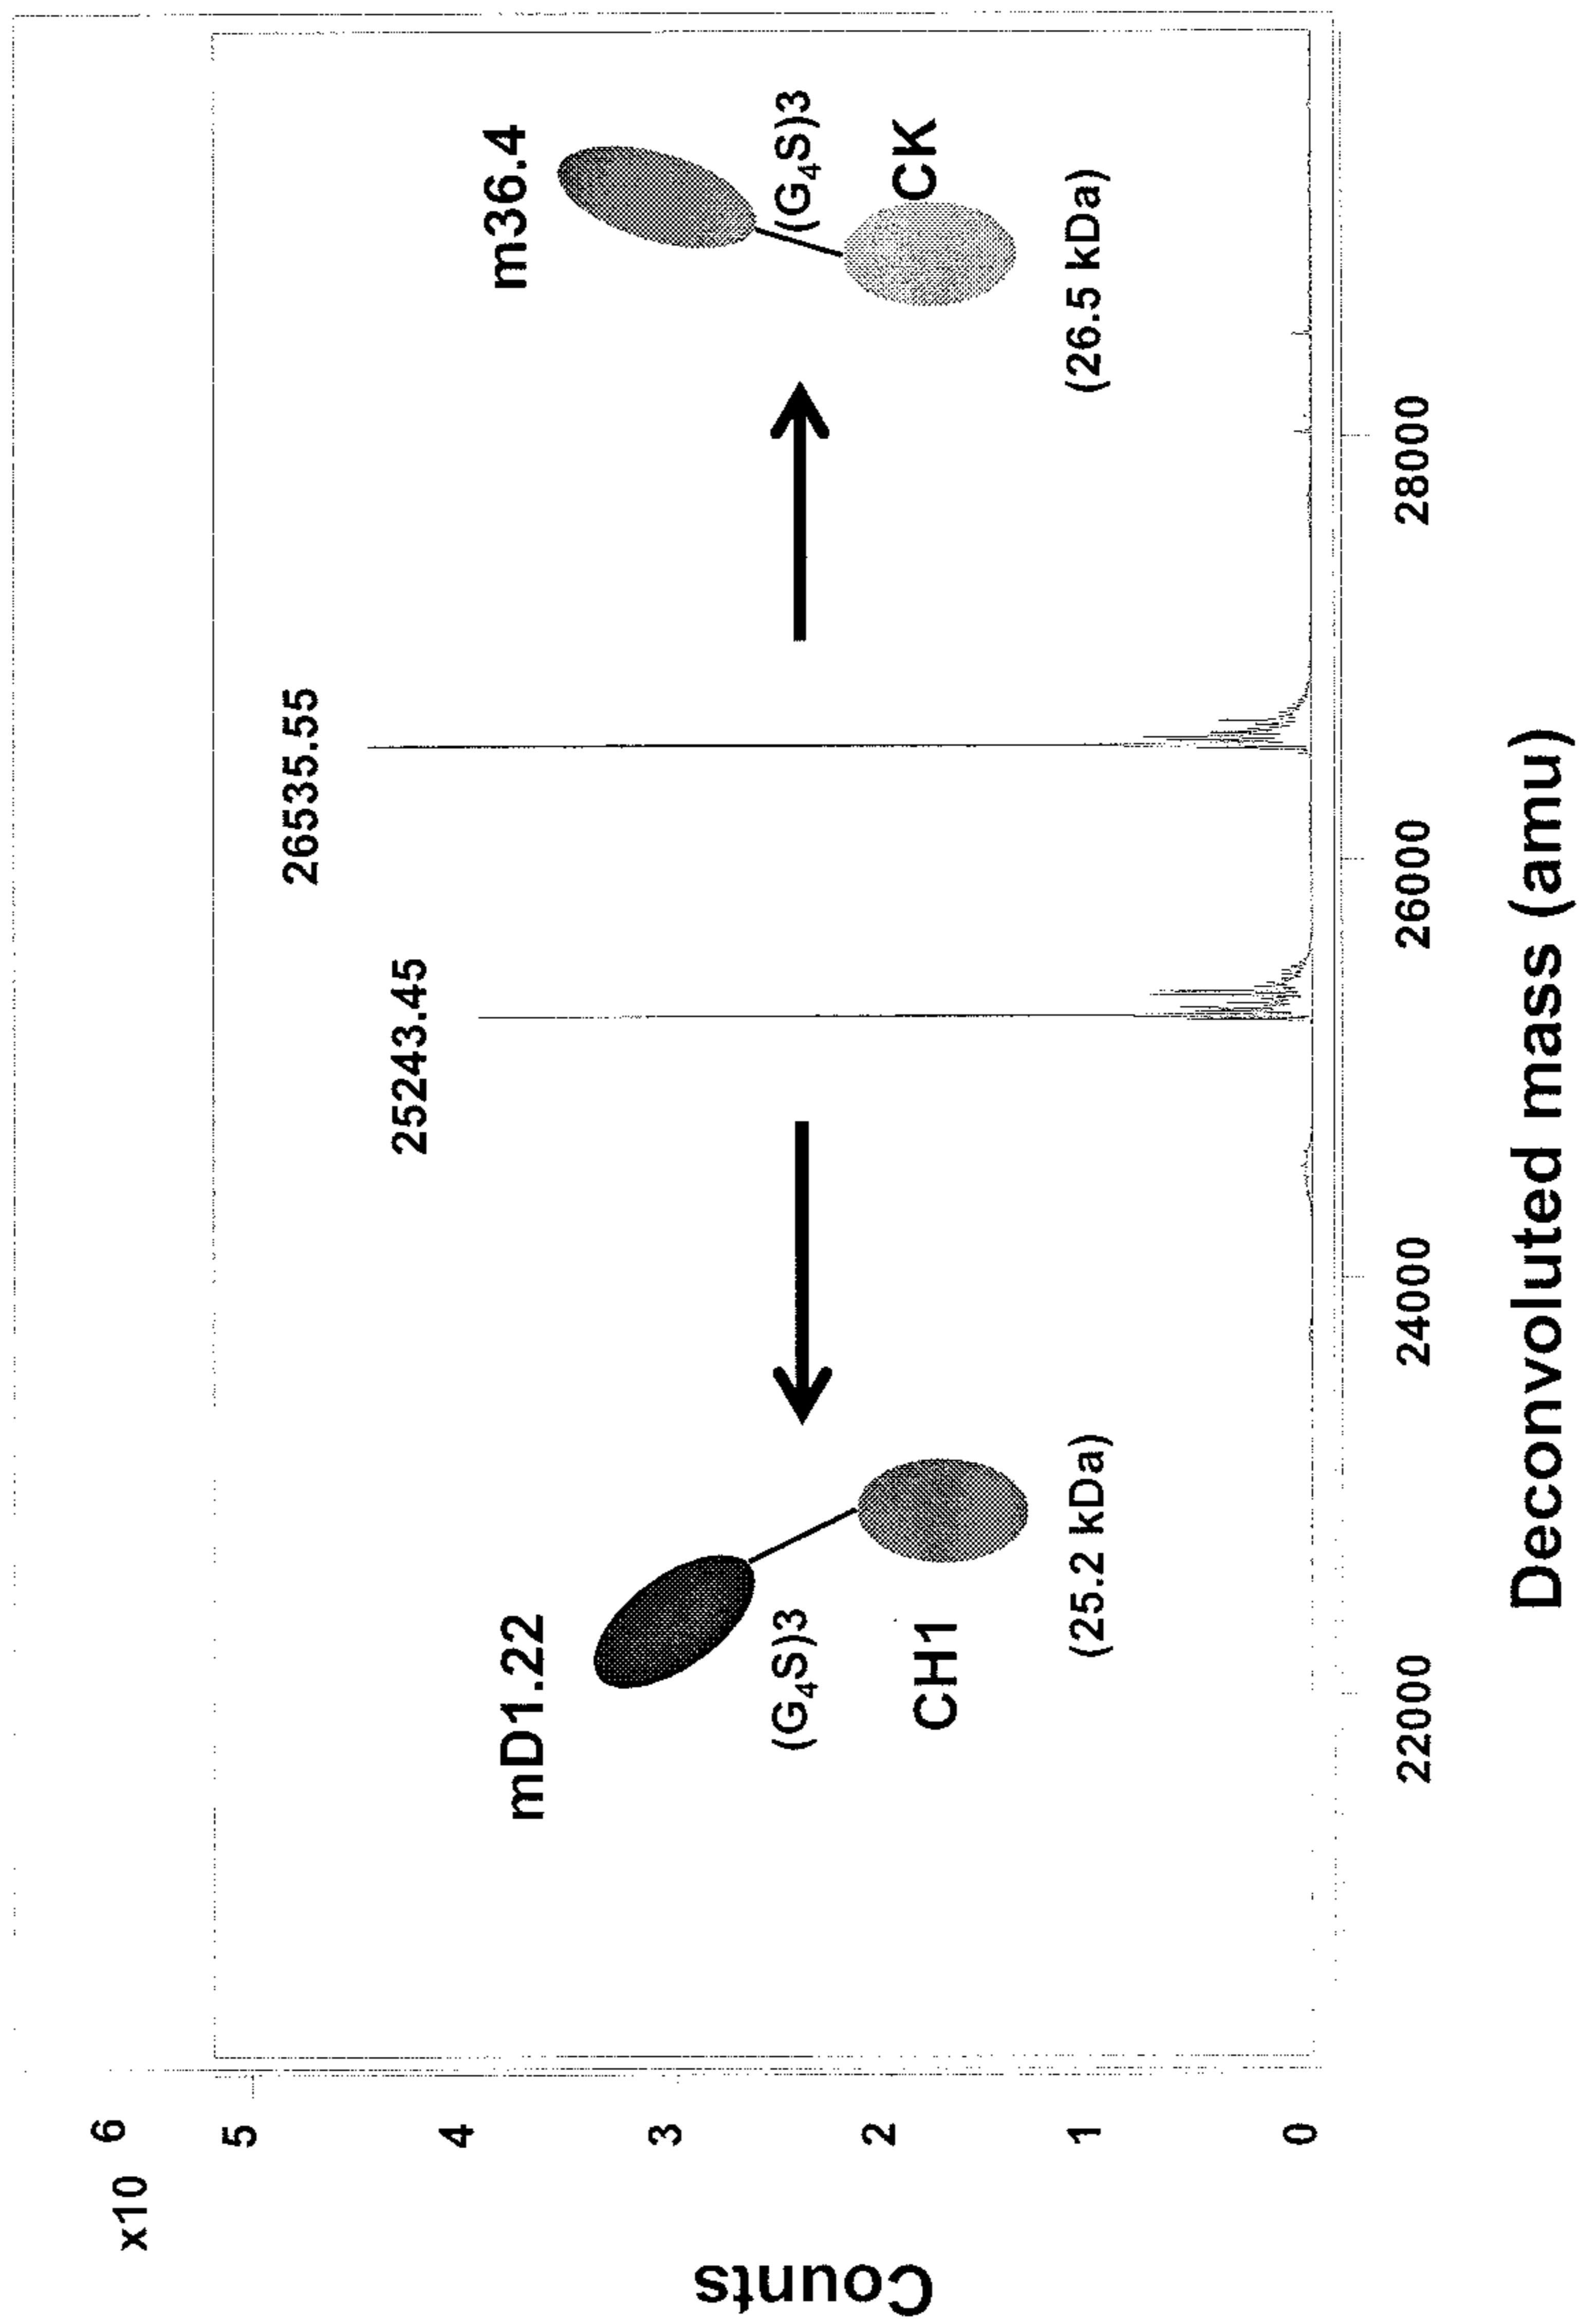 x10 6
5
4
3
2
1
0
Counts
25243.45
26535.55
mD1.22
(G4S)3
CH1
(25.2 kDa)
m36.4
(G4S)3
CK
(26.5 kDa)
22000
24000
26000
28000
Deconvoluted mass (amu)